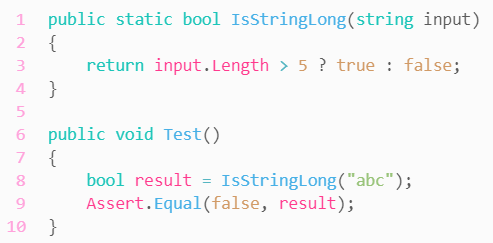 1 public static bool IsStringLong(string input)
2 {
3     return input.Length > 5 ? true : false;
4 }
5
6 public void Test()
7 {
8     bool result = IsStringLong("abc");
9     Assert.Equal(false, result);
10 }